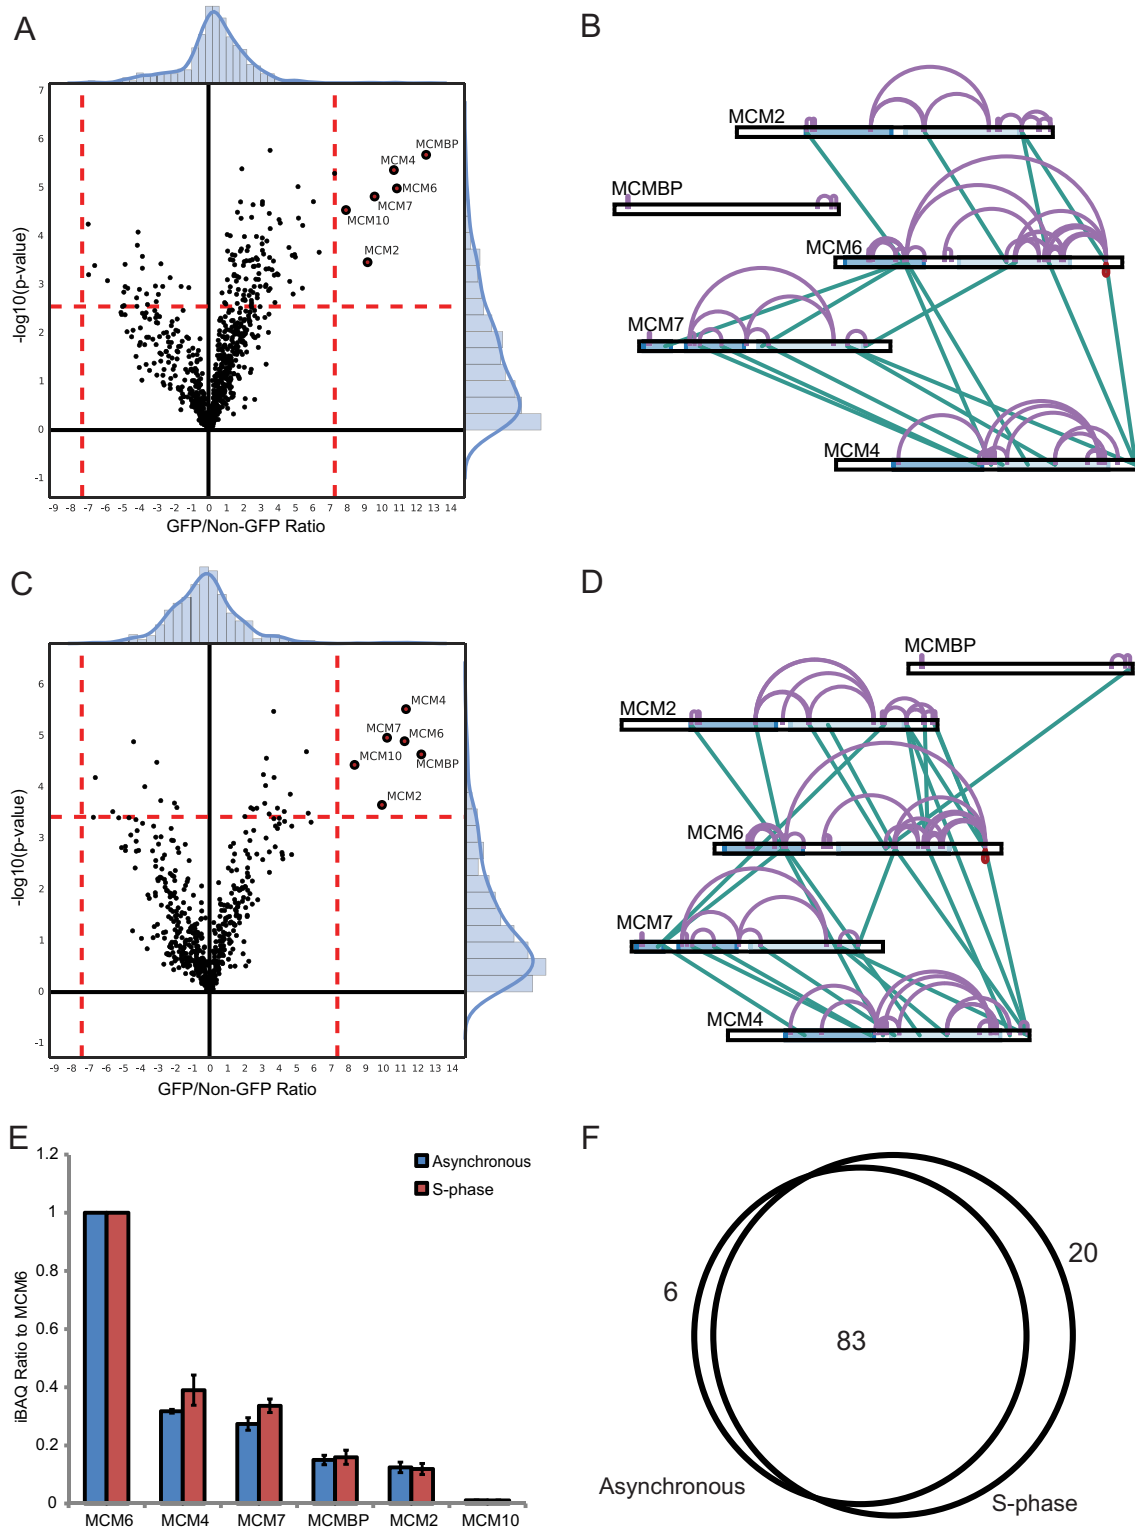 A
7
6
5
4
3
2
1
0
-1
-log10(p-value)
MCMBP
MCM4
MCM6
MCM7
MCM10
MCM2
-9 -8 -7 -6 -5 -4 -3 -2 -1 0 1 2 3 4 5 6 7 8 9 10 11 12 13 14
GFP/Non-GFP Ratio
B
MCM2
MCMBP
MCM6
MCM7
MCM4
C
6
5
4
3
2
1
0
-1
-log10(p-value)
MCM4
MCM7
MCM6
MCM10
MCMBP
MCM2
-9 -8 -7 -6 -5 -4 -3 -2 -1 0 1 2 3 4 5 6 7 8 9 10 11 12 13 14
GFP/Non-GFP Ratio
D
MCMBP
MCM2
MCM6
MCM7
MCM4
E
1.2
1
0.8
0.6
0.4
0.2
0
iBAQ Ratio to MCM6
Asynchronous
S-phase
MCM6 MCM4 MCM7 MCMBP MCM2 MCM10
F
6
20
83
Asynchronous
S-phase